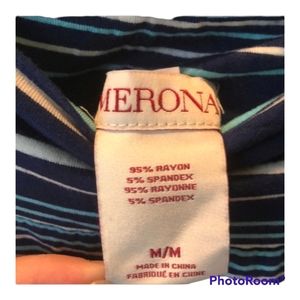 MERONA
95% RAYON
5% SPANDEX
95% RAYONNE
5% SPANDEX
M/M
MADE IN CHINA
FABRIQUÉ EN CHINE
PhotoRoom